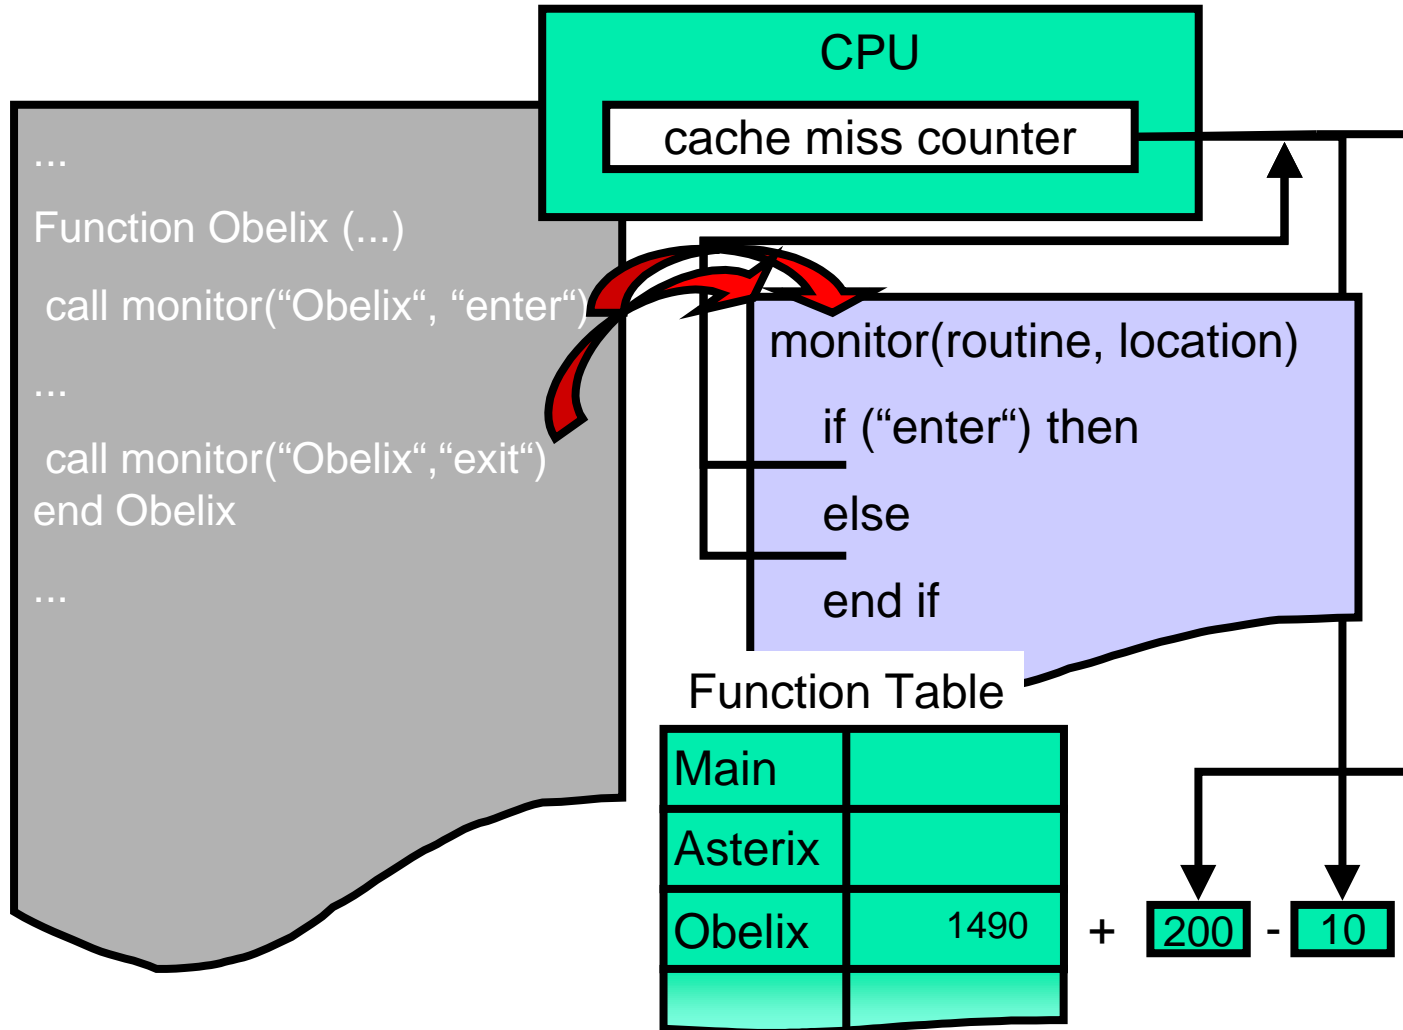 CPU
cache miss counter
...
Function Obelix (...)
call monitor(“Obelix“, “enter“)
...
call monitor(“Obelix“,“exit“)
end Obelix
...
monitor(routine, location)
if (“enter“) then
else
end if
Function Table
Main
Asterix
Obelix 1490 + 200 - 10